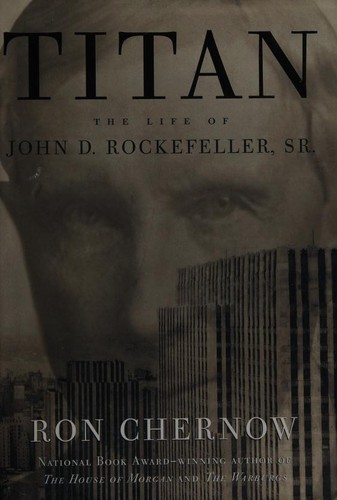 TITAN
THE LIFE OF
JOHN D. ROCKEFELLER, SR.
RON CHERNOW
NATIONAL BOOK AWARD–WINNING AUTHOR OF
THE HOUSE OF MORGAN AND THE WARBURGS